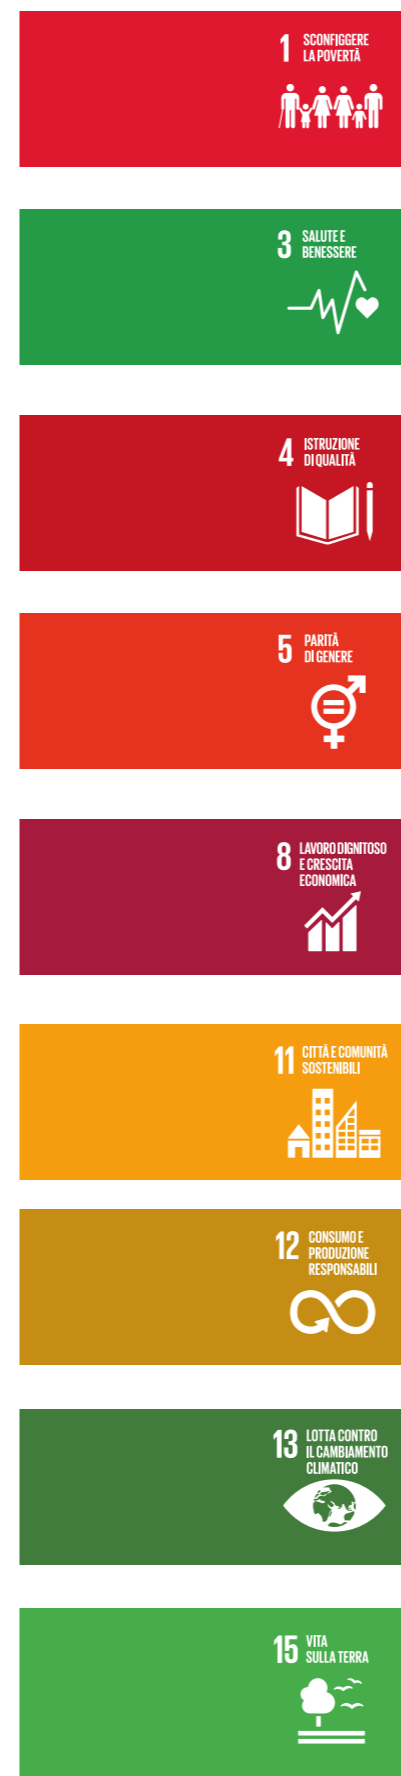 1 SCONFIGGERE
LA POVERTÀ
3 SALUTE E
BENESSERE
4 ISTRUZIONE
DI QUALITÀ
5 PARITÀ
DI GENERE
8 LAVORO DIGNITOSO
E CRESCITA
ECONOMICA
11 CITTÀ E COMUNITÀ
SOSTENIBILI
12 CONSUMO E
PRODUZIONE
RESPONSABILI
13 LOTTA CONTRO
IL CAMBIAMENTO
CLIMATICO
15 VITA
SULLA TERRA